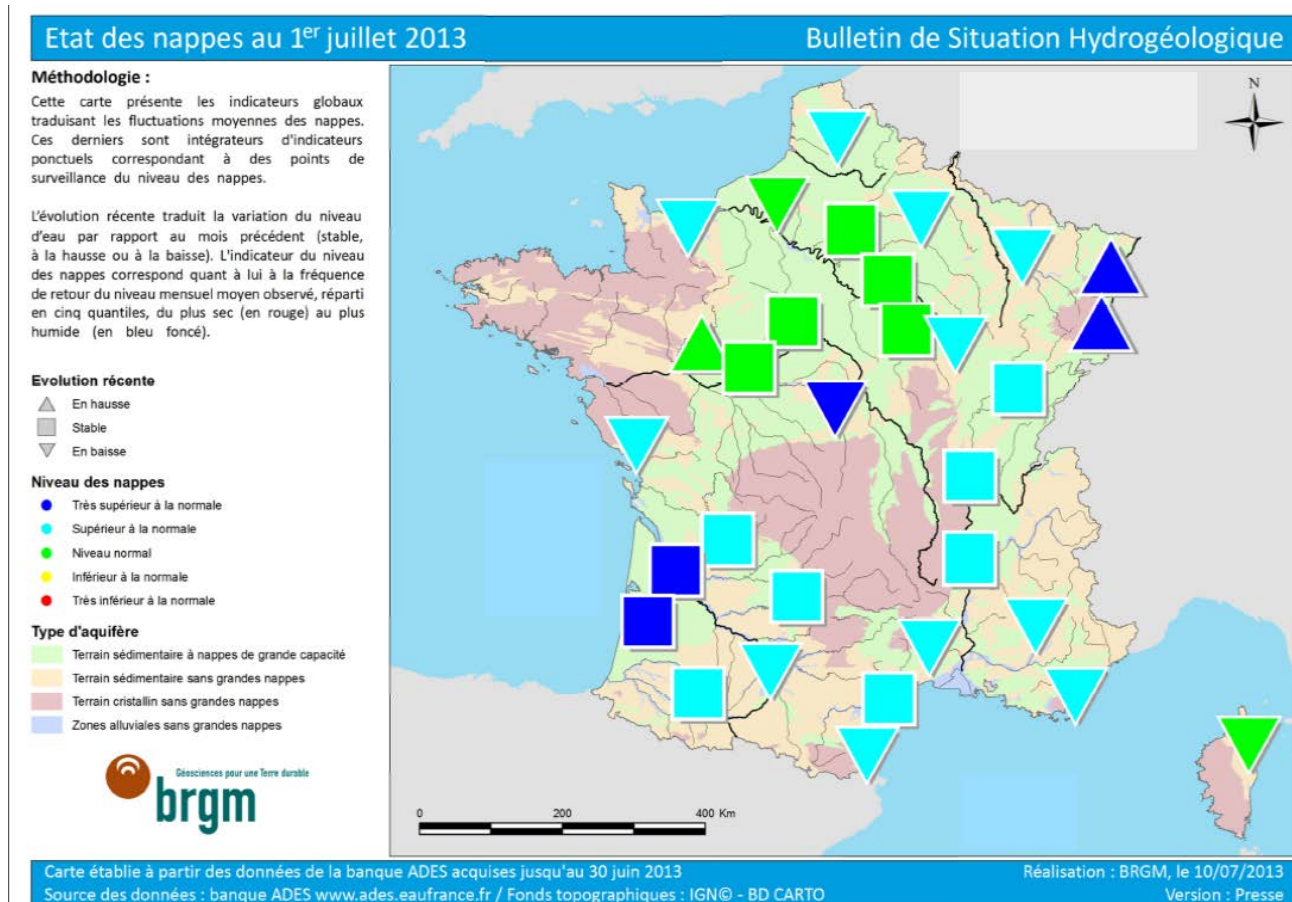 Etat des nappes au 1er juillet 2013
Bulletin de Situation Hydrogéologique
Méthodologie :
Cette carte présente les indicateurs globaux
traduisant les fluctuations moyennes des nappes.
Ces derniers sont intégrateurs d'indicateurs
ponctuels correspondant à des points de
surveillance du niveau des nappes.
L'évolution récente traduit la variation du niveau
d'eau par rapport au mois précédent (stable,
à la hausse ou à la baisse). L'indicateur du niveau
des nappes correspond quant à lui à la fréquence
de retour du niveau mensuel moyen observé, réparti
en cinq quantiles, du plus sec (en rouge) au plus
humide (en bleu foncé).
Evolution récente
En hausse
Stable
En baisse
Niveau des nappes
Très supérieur à la normale
Supérieur à la normale
Niveau normal
Inférieur à la normale
Très inférieur à la normale
Type d'aquifère
Terrain sédimentaire à nappes de grande capacité
Terrain sédimentaire sans grandes nappes
Terrain cristallin sans grandes nappes
Zones alluviales sans grandes nappes
Géosciences pour une Terre durable
brgm
N
0 200 400 Km
Carte établie à partir des données de la banque ADES acquises jusqu'au 30 juin 2013
Réalisation : BRGM, le 10/07/2013
Source des données : banque ADES www.ades.eaufrance.fr / Fonds topographiques : IGN© - BD CARTO
Version : Presse